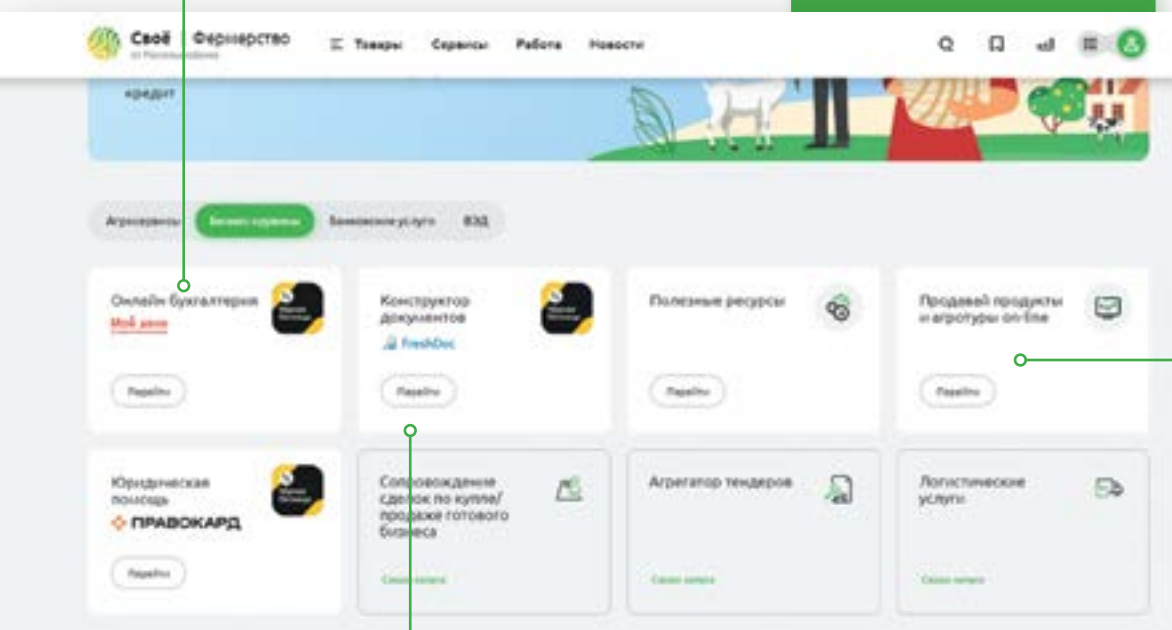 Своё Фермерство
от Россельхозбанка
Товары Сервисы Работа Новости
кредит
Агросервисы Бизнес-сервисы Банковские услуги ВЭД
Онлайн бухгалтерия
Моё дело
Перейти
Конструктор
документов
FreshDoc
Перейти
Полезные ресурсы
Перейти
Продавай продукты
и агротуры on-line
Перейти
Юридическая
помощь
ПРАВОКАРД
Перейти
Сопровождение
сделок по купле/
продаже готового
бизнеса
Скоро запуск
Агрегатор тендеров
Скоро запуск
Логистические
услуги
Скоро запуск